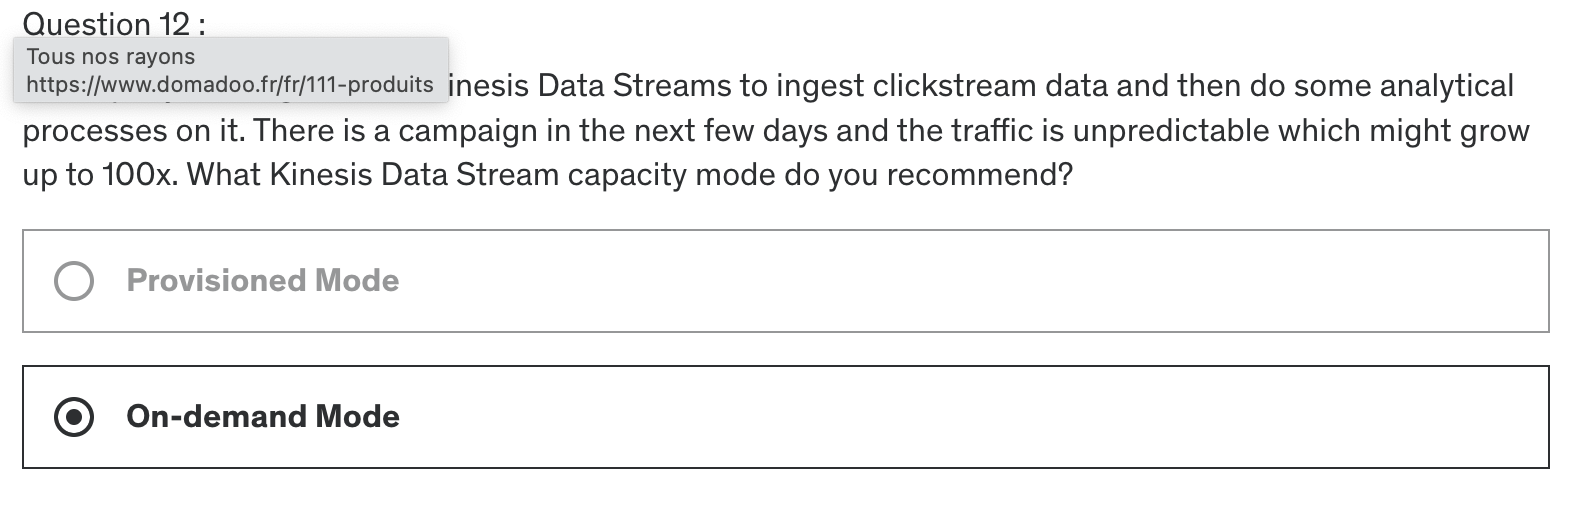 Question 12 :
Tous nos rayons
https://www.domadoo.fr/fr/111-produits
inesis Data Streams to ingest clickstream data and then do some analytical
processes on it. There is a campaign in the next few days and the traffic is unpredictable which might grow
up to 100x. What Kinesis Data Stream capacity mode do you recommend?
Provisioned Mode
On-demand Mode